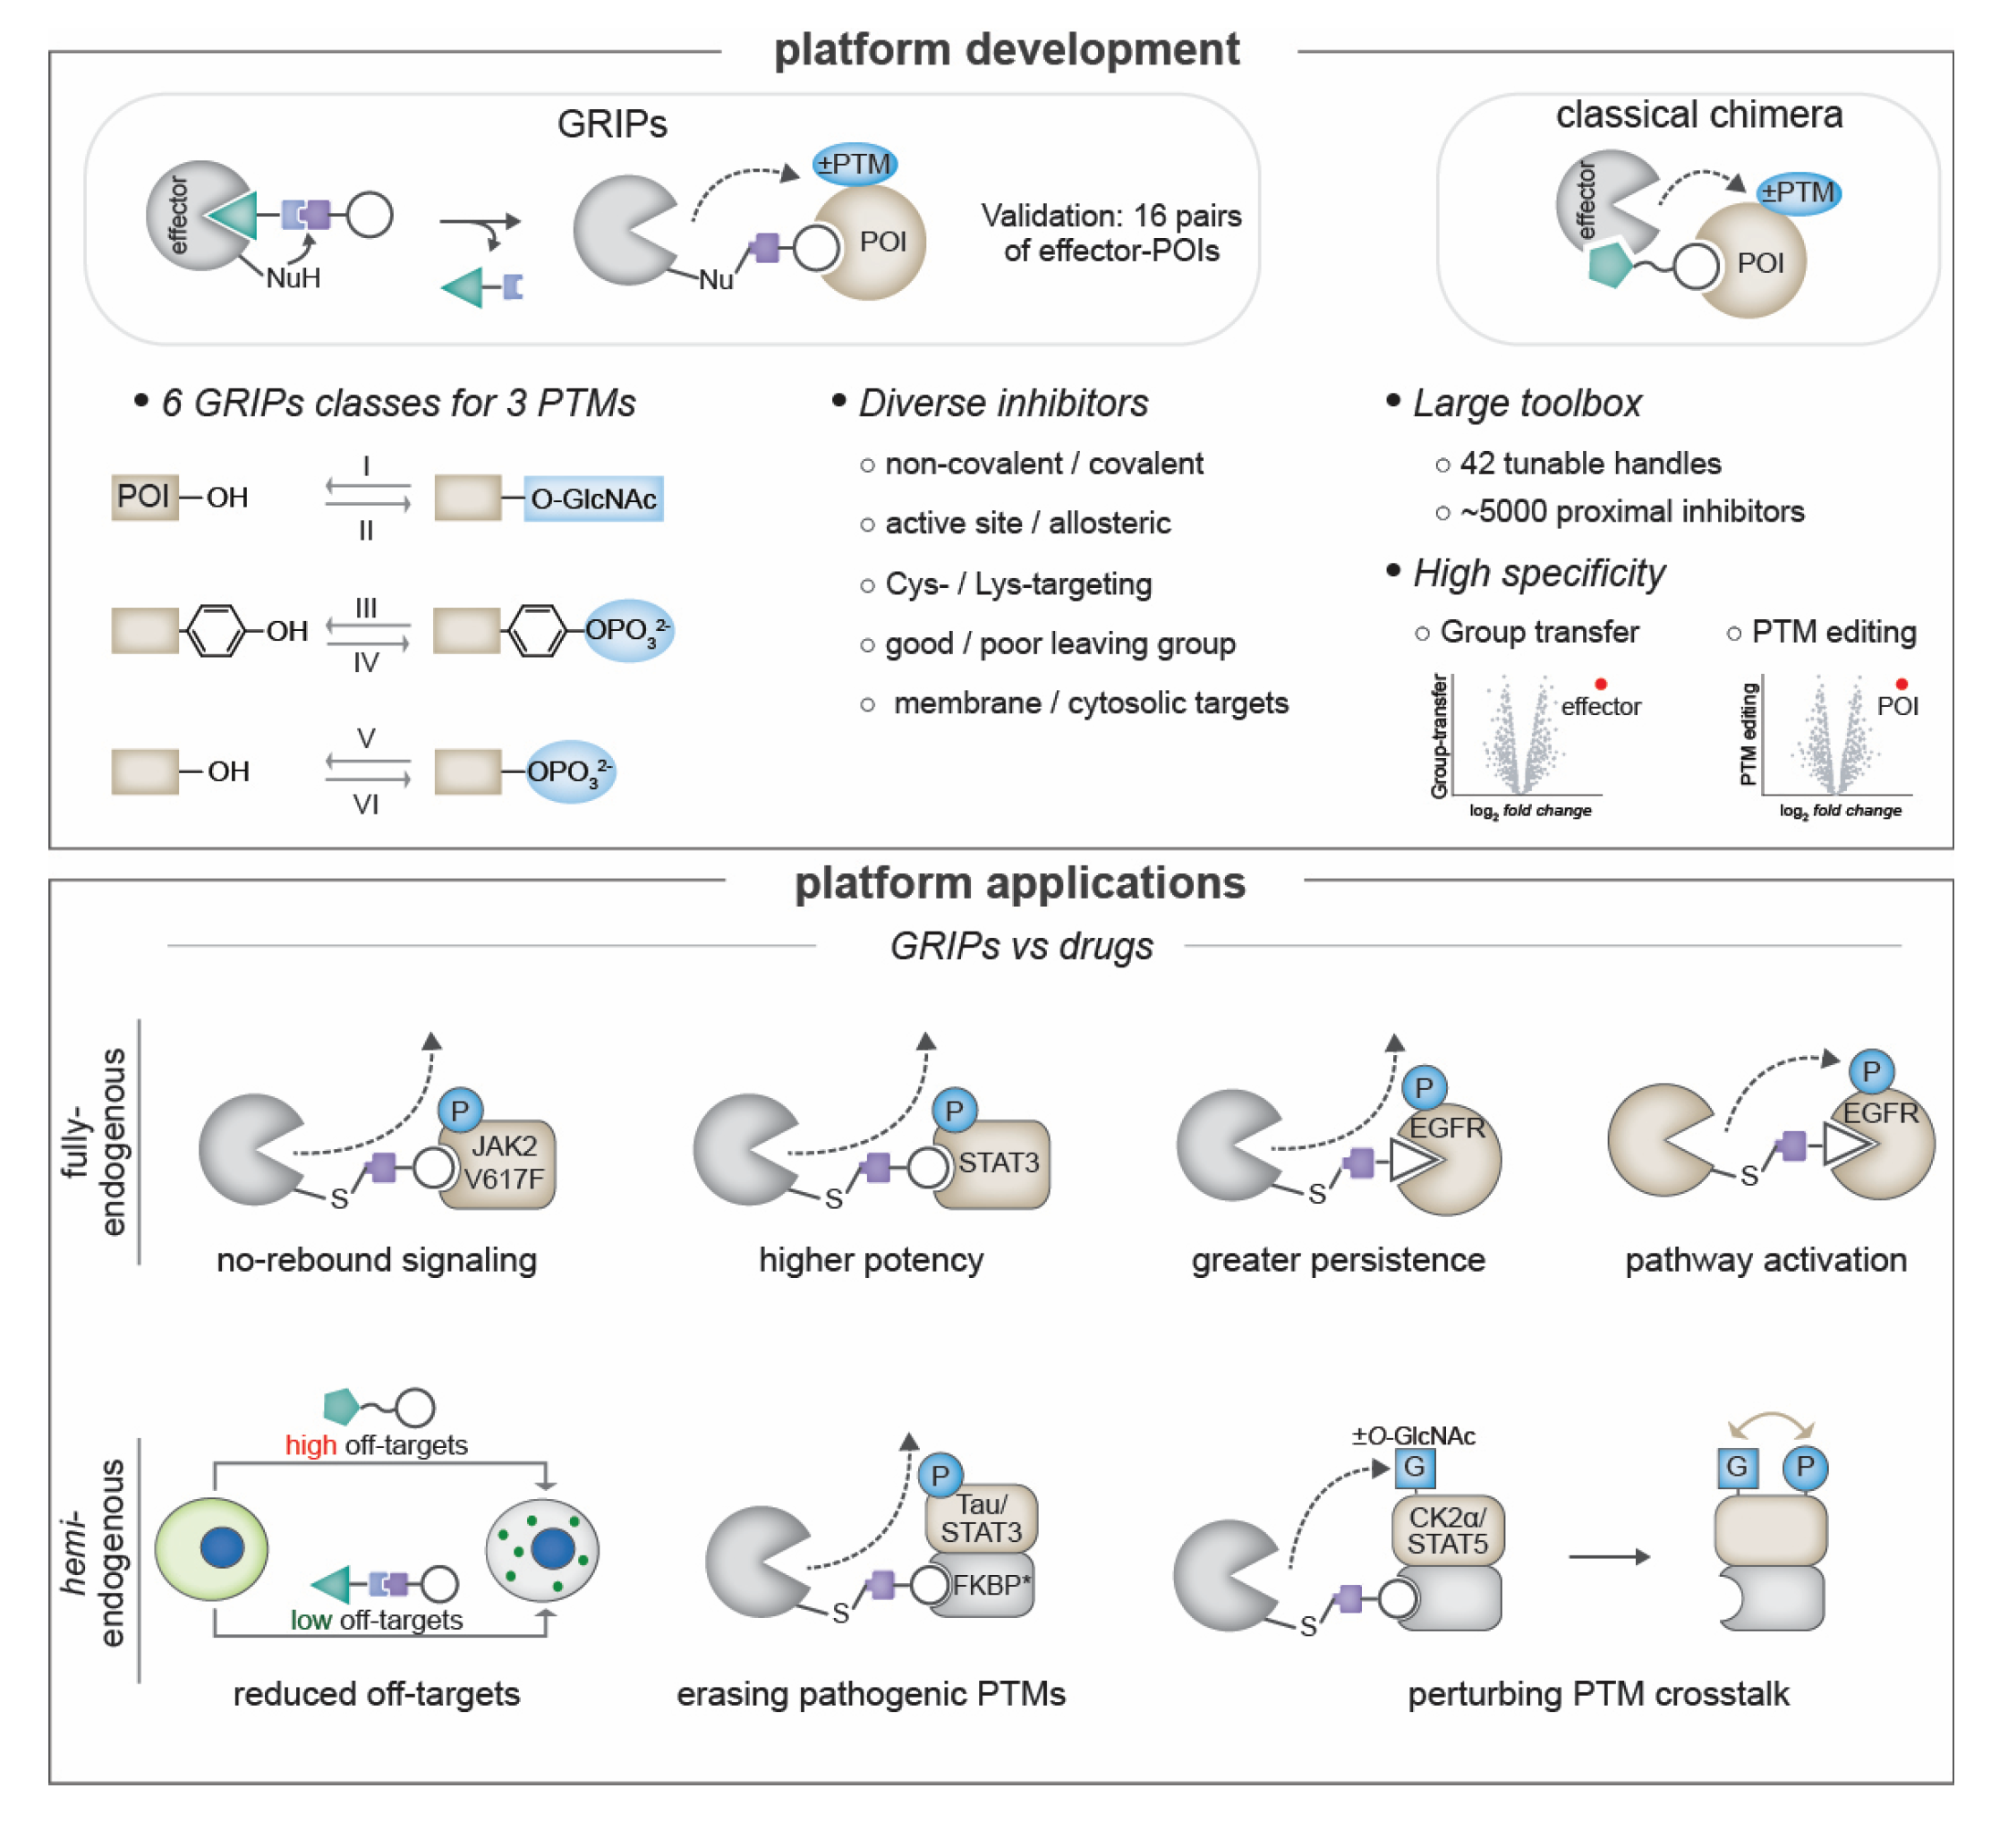 platform development
GRIPs
effector
NuH
Nu
±PTM
POI
Validation: 16 pairs
of effector-POIs
classical chimera
effector
±PTM
POI
• 6 GRIPs classes for 3 PTMs
POI
OH
I
II
O-GlcNAc
OH
III
IV
OPO₃²⁻
OH
V
VI
OPO₃²⁻
• Diverse inhibitors
○ non-covalent / covalent
○ active site / allosteric
○ Cys- / Lys-targeting
○ good / poor leaving group
○ membrane / cytosolic targets
• Large toolbox
○ 42 tunable handles
○ ~5000 proximal inhibitors
• High specificity
○ Group transfer
○ PTM editing
Group-transfer
effector
log₂ fold change
PTM editing
POI
log₂ fold change
platform applications
GRIPs vs drugs
fully-
endogenous
P
JAK2
V617F
S
no-rebound signaling
P
STAT3
S
higher potency
P
EGFR
S
greater persistence
P
EGFR
S
pathway activation
hemi-
endogenous
high off-targets
low off-targets
reduced off-targets
P
Tau/
STAT3
FKBP*
S
erasing pathogenic PTMs
±O-GlcNAc
G
CK2α/
STAT5
S
G
P
perturbing PTM crosstalk